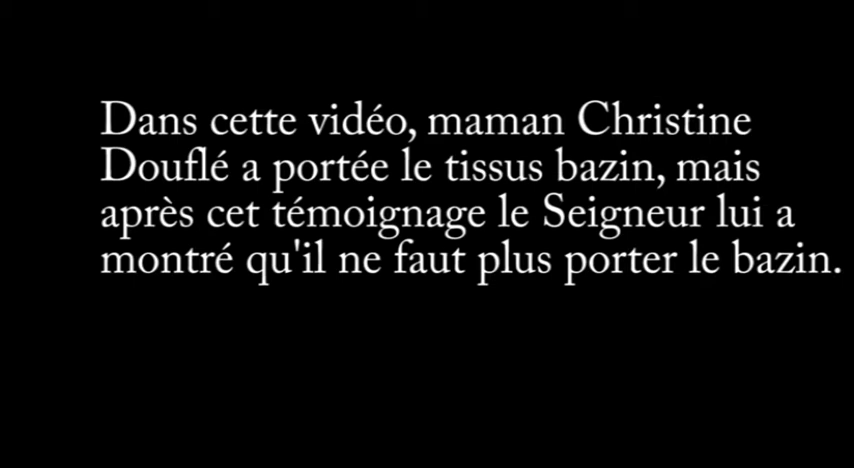 Dans cette vidéo, maman Christine
Douflé a portée le tissus bazin, mais
après cet témoignage le Seigneur lui a
montré qu'il ne faut plus porter le bazin.